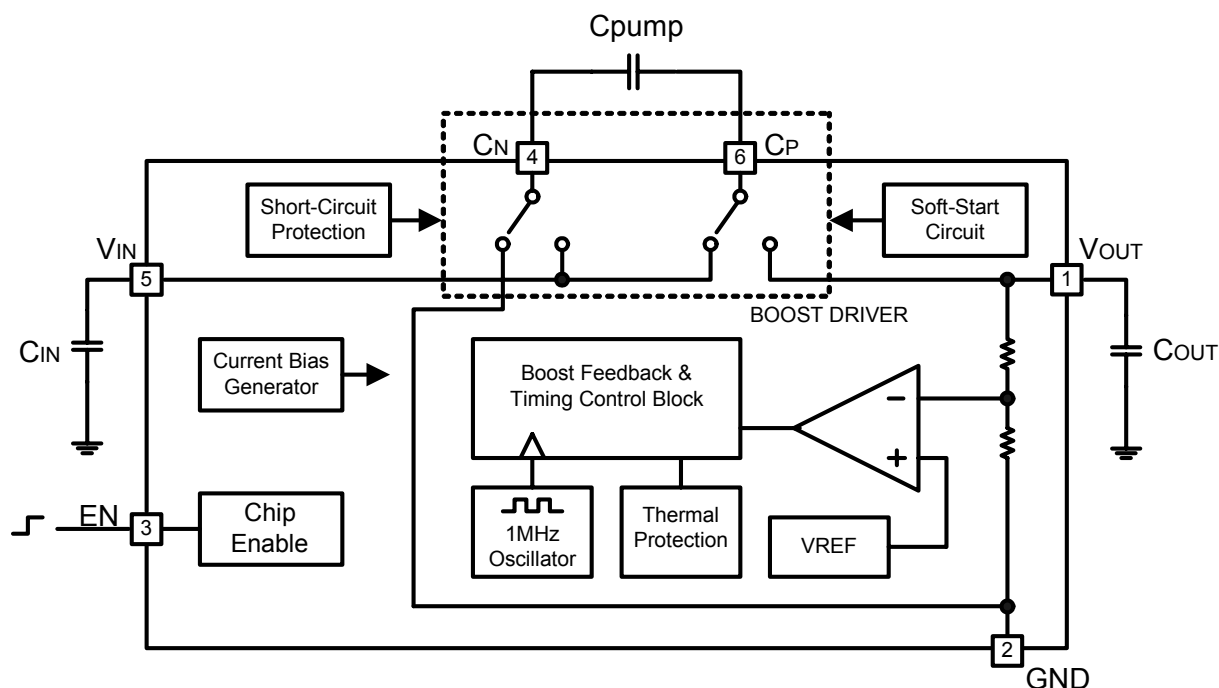 Cpump
CN
4
6
CP
Short-Circuit
Protection
Soft-Start
Circuit
VIN
5
VOUT
1
BOOST DRIVER
CIN
Current Bias
Generator
Boost Feedback &
Timing Control Block
−
+
COUT
EN
3
Chip
Enable
1MHz
Oscillator
Thermal
Protection
VREF
2
GND